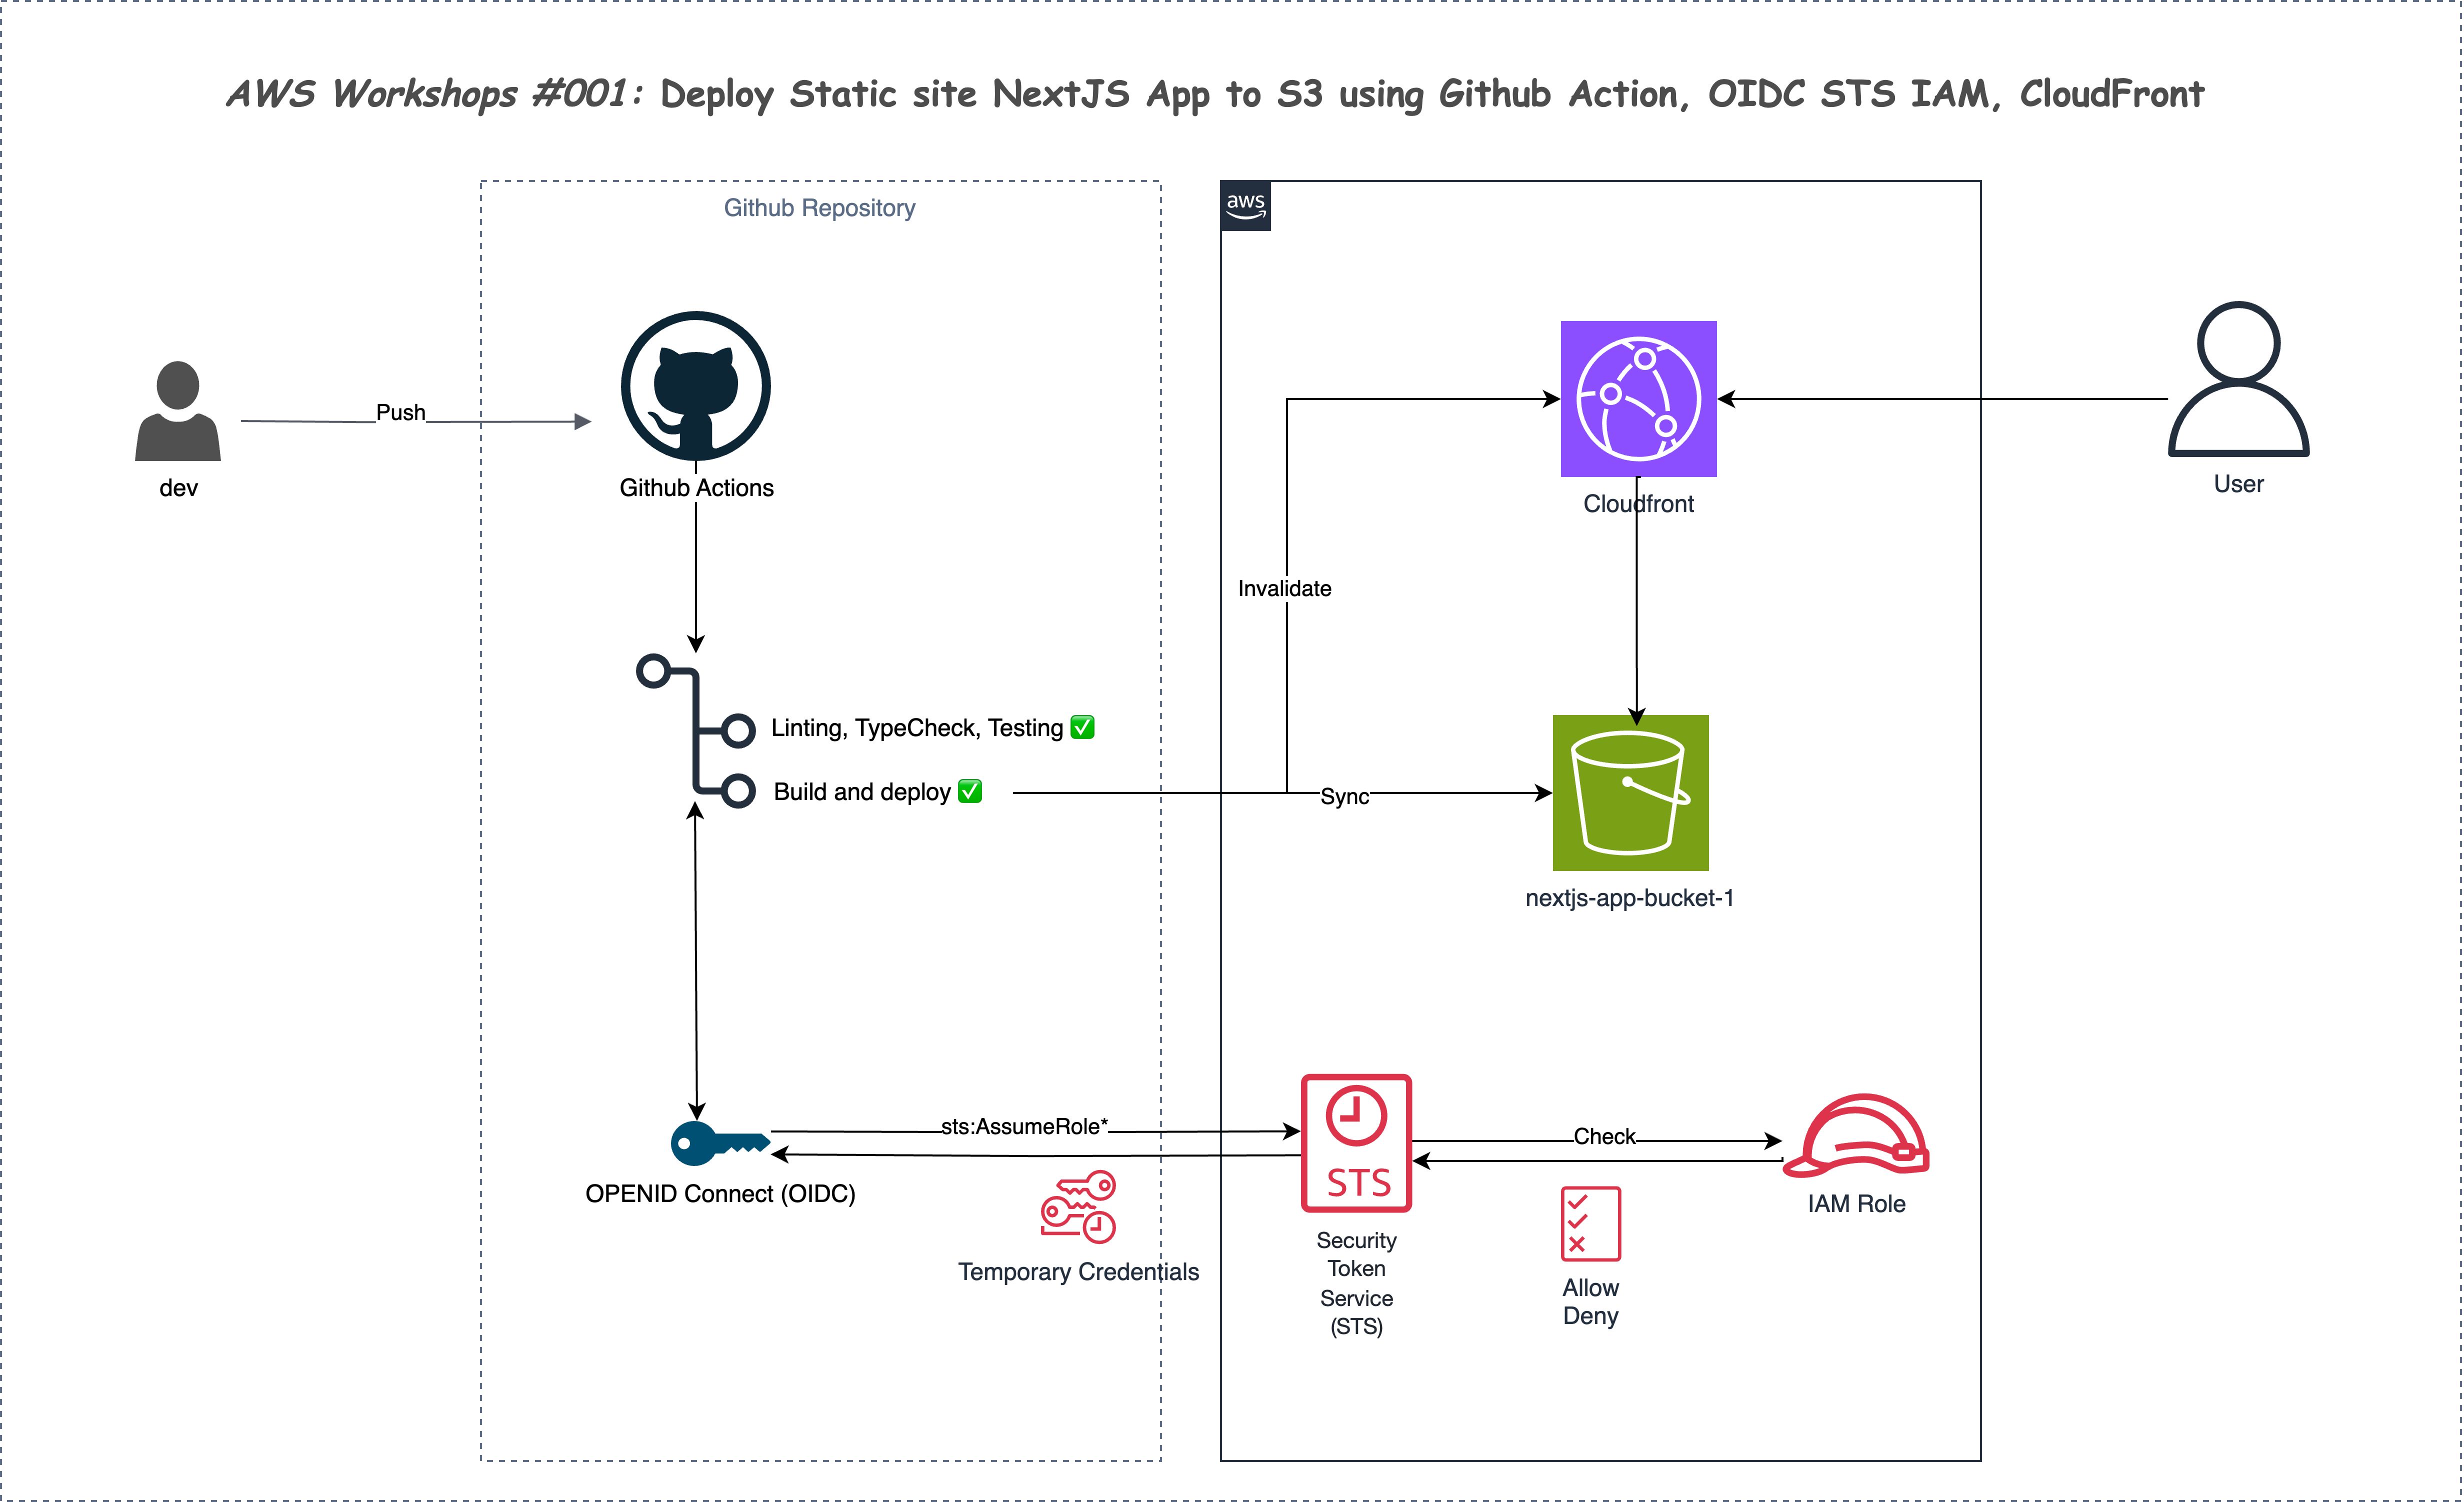 AWS Workshops #001: Deploy Static site NextJS App to S3 using Github Action, OIDC STS IAM, CloudFront
Github Repository
aws
Push
dev
Github Actions
Cloudfront
User
Invalidate
Linting, TypeCheck, Testing ✅
Build and deploy ✅
Sync
nextjs-app-bucket-1
sts:AssumeRole*
Check
STS
OPENID Connect (OIDC)
IAM Role
Temporary Credentials
Security
Token
Service
(STS)
Allow
Deny